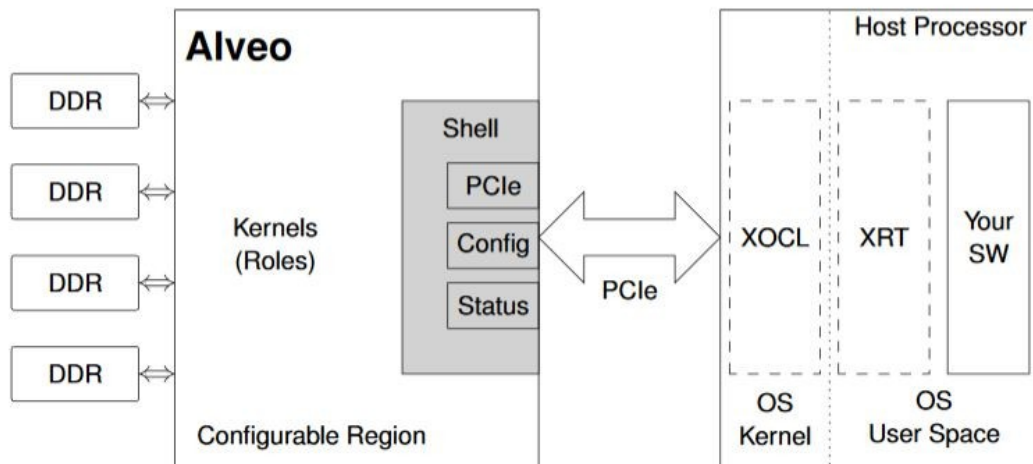 Alveo
DDR
DDR
DDR
DDR
Kernels
(Roles)
Configurable Region
Shell
PCIe
Config
Status
PCIe
Host Processor
XOCL
XRT
Your
SW
OS
Kernel
OS
User Space